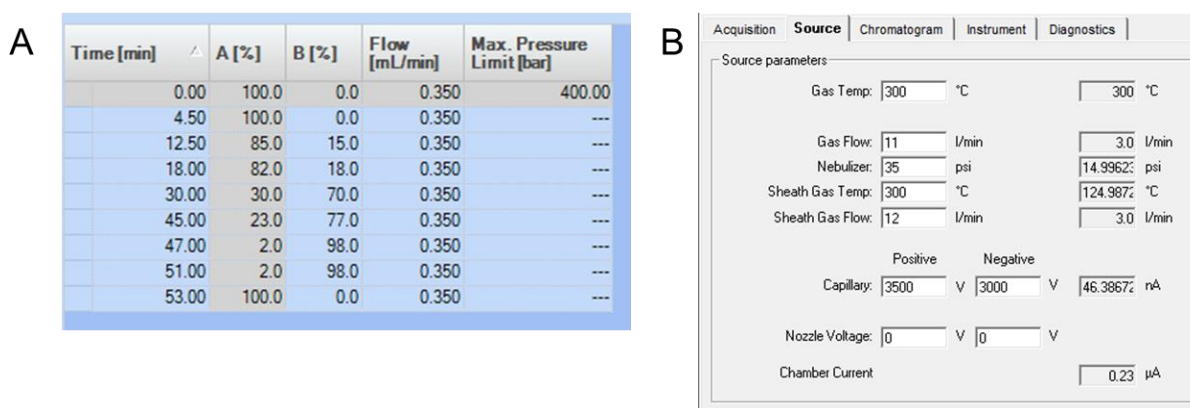 A
Time [min] A [%] B [%] Flow [mL/min] Max. Pressure Limit [bar]
0.00 100.0 0.0 0.350 400.00
4.50 100.0 0.0 0.350 ---
12.50 85.0 15.0 0.350 ---
18.00 82.0 18.0 0.350 ---
30.00 30.0 70.0 0.350 ---
45.00 23.0 77.0 0.350 ---
47.00 2.0 98.0 0.350 ---
51.00 2.0 98.0 0.350 ---
53.00 100.0 0.0 0.350 ---
B
Acquisition Source Chromatogram Instrument Diagnostics
Source parameters
Gas Temp: 300 °C 300 °C
Gas Flow: 11 l/min 3.0 l/min
Nebulizer: 35 psi 14.99623 psi
Sheath Gas Temp: 300 °C 124.9872 °C
Sheath Gas Flow: 12 l/min 3.0 l/min
Positive Negative
Capillary: 3500 V 3000 V 46.38672 nA
Nozzle Voltage: 0 V 0 V
Chamber Current 0.23 µA